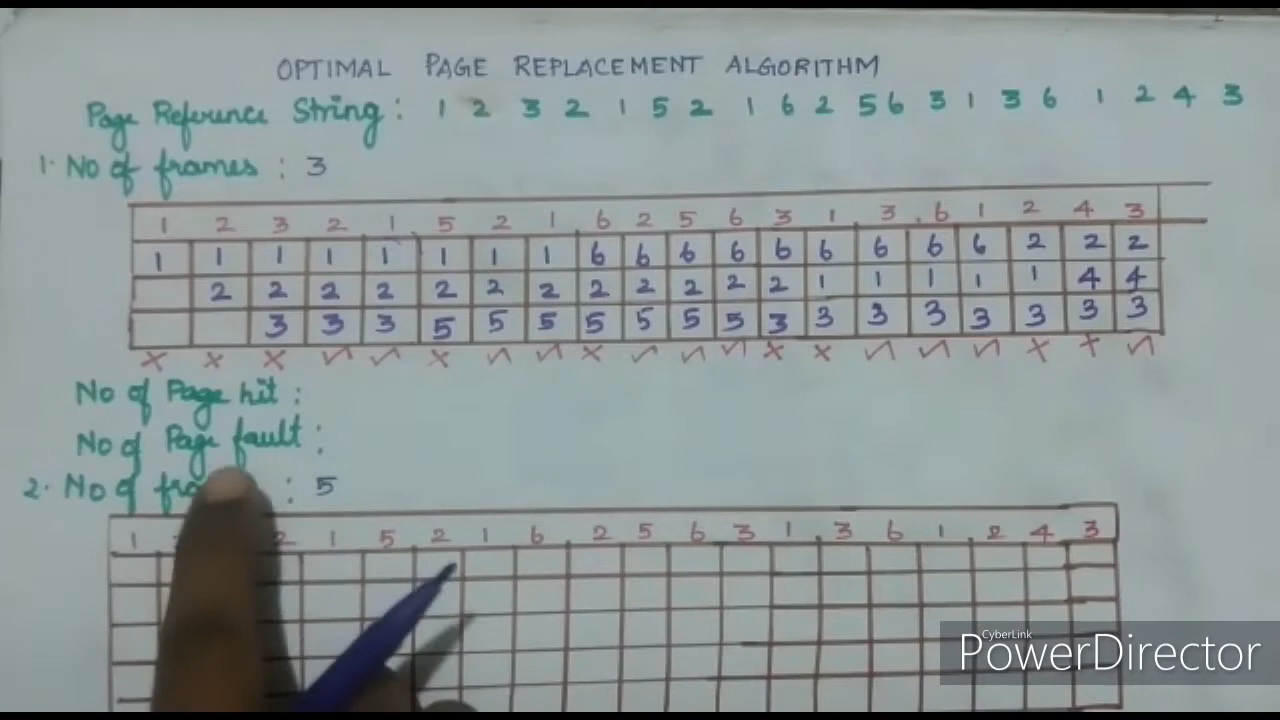 OPTIMAL PAGE REPLACEMENT ALGORITHM
Page Reference String : 1 2 3 2 1 5 2 1 6 2 5 6 3 1 3 6 1 2 4 3
1. No of frames : 3
1 2 3 2 1 5 2 1 6 2 5 6 3 1 3 6 1 2 4 3
1 1 1 1 1 1 1 1 6 6 6 6 6 6 6 6 6 2 2 2
2 2 2 2 2 2 2 2 2 2 2 2 1 1 1 1 1 4 4
3 3 3 5 5 5 5 5 5 5 3 3 3 3 3 3 3 3
× × × ✓ ✓ × ✓ ✓ × ✓ ✓ ✓ × × ✓ ✓ ✓ × × ✓
No of Page hit :
No of Page fault :
2. No of : 5
1 2 1 5 2 1 6 2 5 6 3 1 3 6 1 2 4 3
CyberLink
PowerDirector